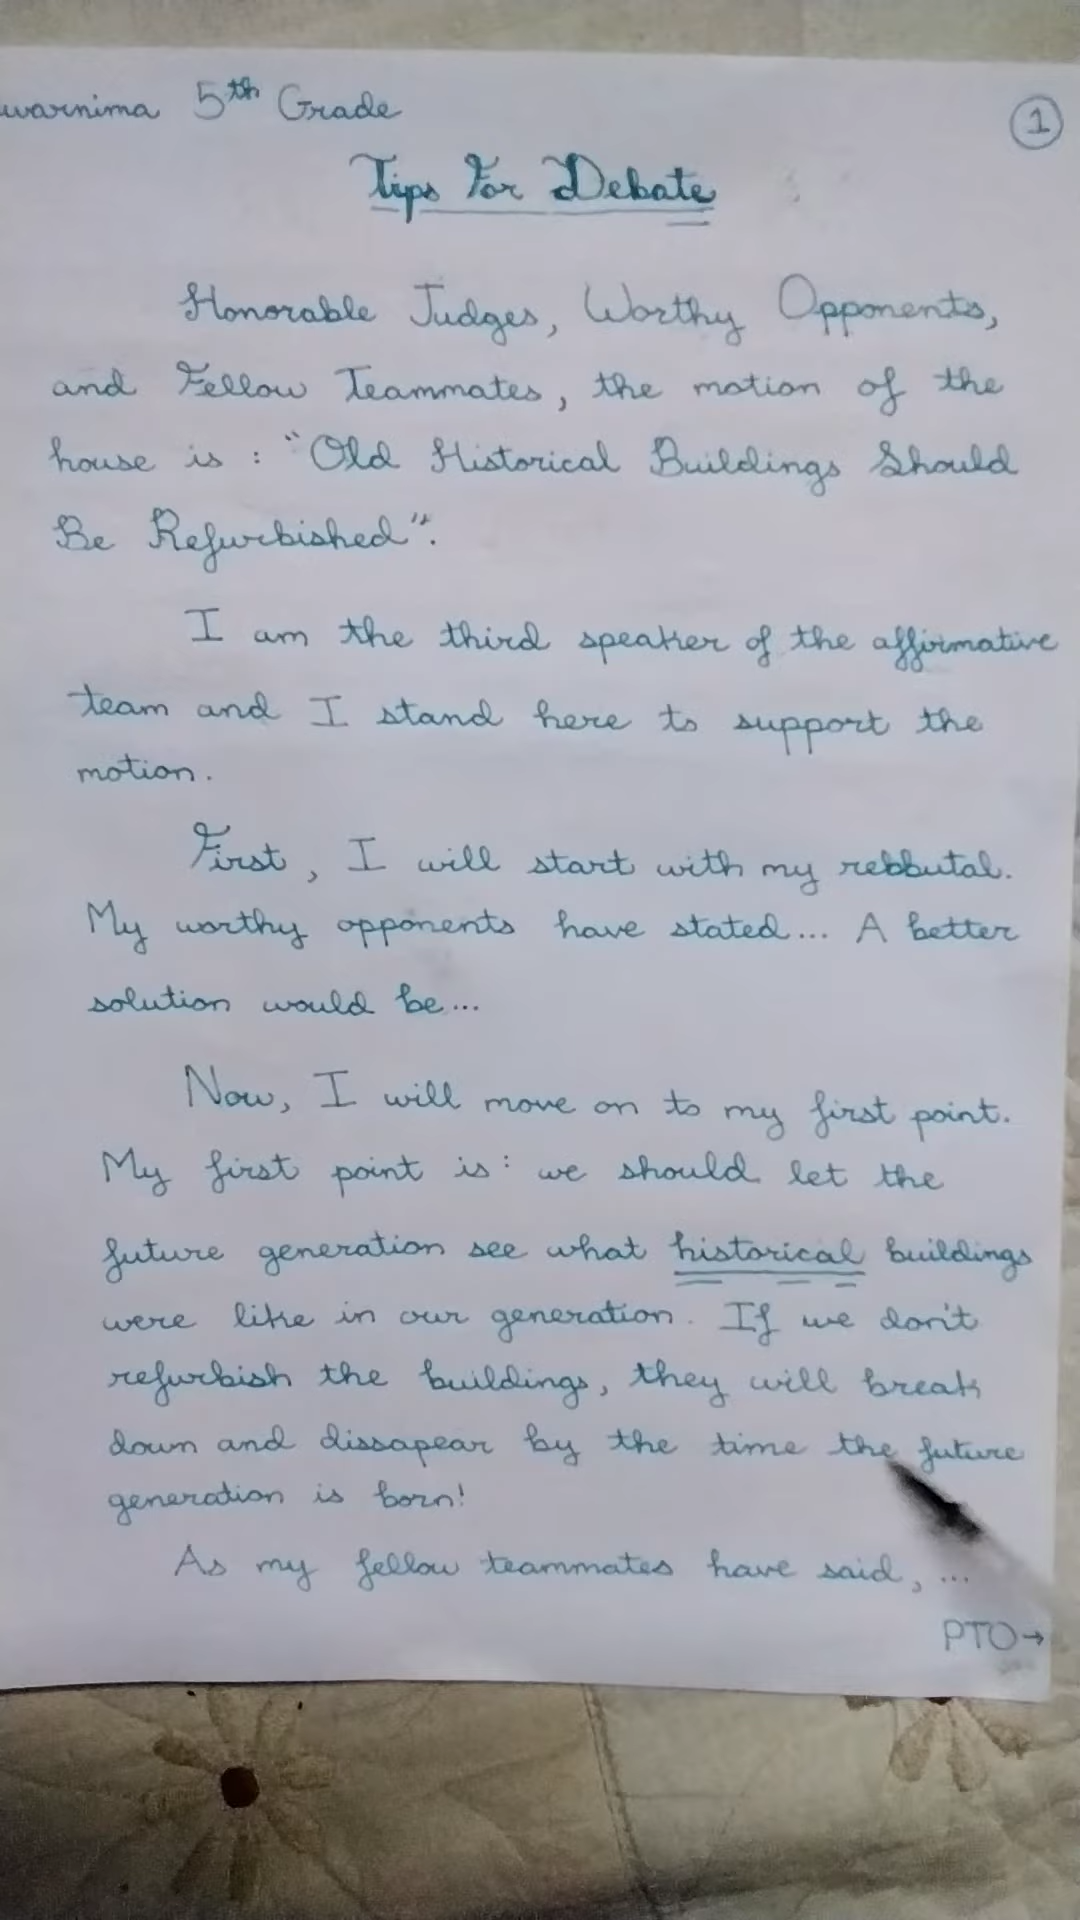 warnima 5th Grade
1
Tips For Debate
Honorable Judges, Worthy Opponents,
and Fellow Teammates, the motion of the
house is : "Old Historical Buildings Should
Be Refurbished".
I am the third speaker of the affirmative
team and I stand here to support the
motion.
First, I will start with my rebbutal.
My worthy opponents have stated... A better
solution would be...
Now, I will move on to my first point.
My first point is: we should let the
future generation see what historical buildings
were like in our generation. If we don't
refurbish the buildings, they will break
down and dissapear by the time the future
generation is born!
As my fellow teammates have said, ...
PTO→